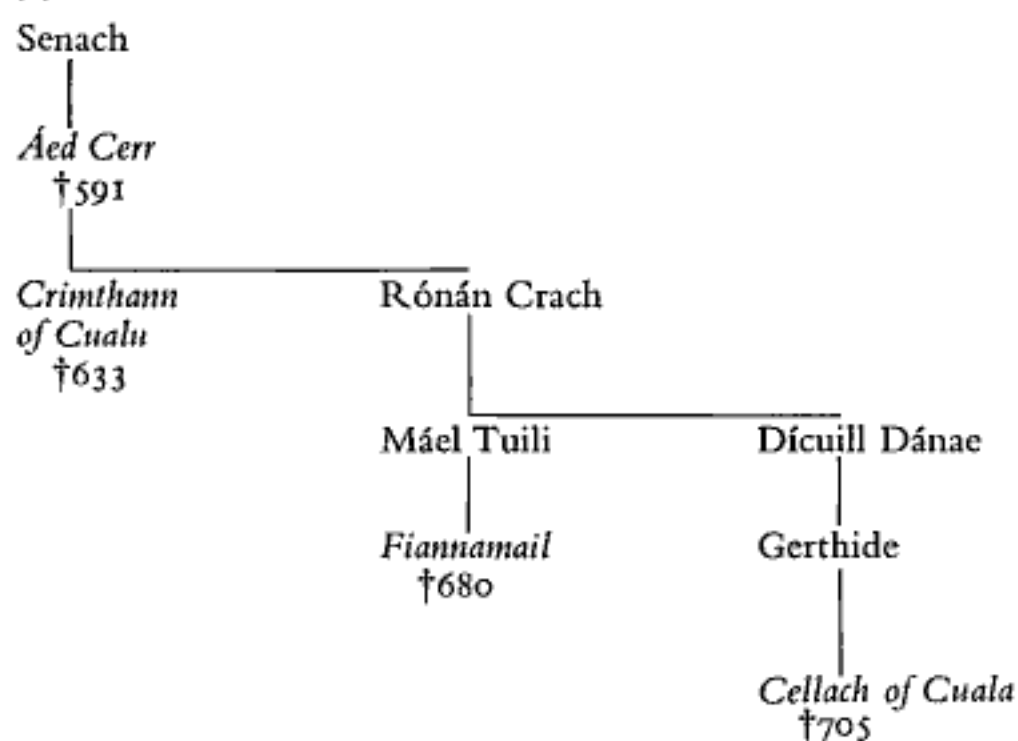 Senach
Áed Cerr
†591
Crimthann
of Cualu
†633
Rónán Crach
Máel Tuili
Dícuill Dánae
Fiannamail
†680
Gerthide
Cellach of Cuala
†705